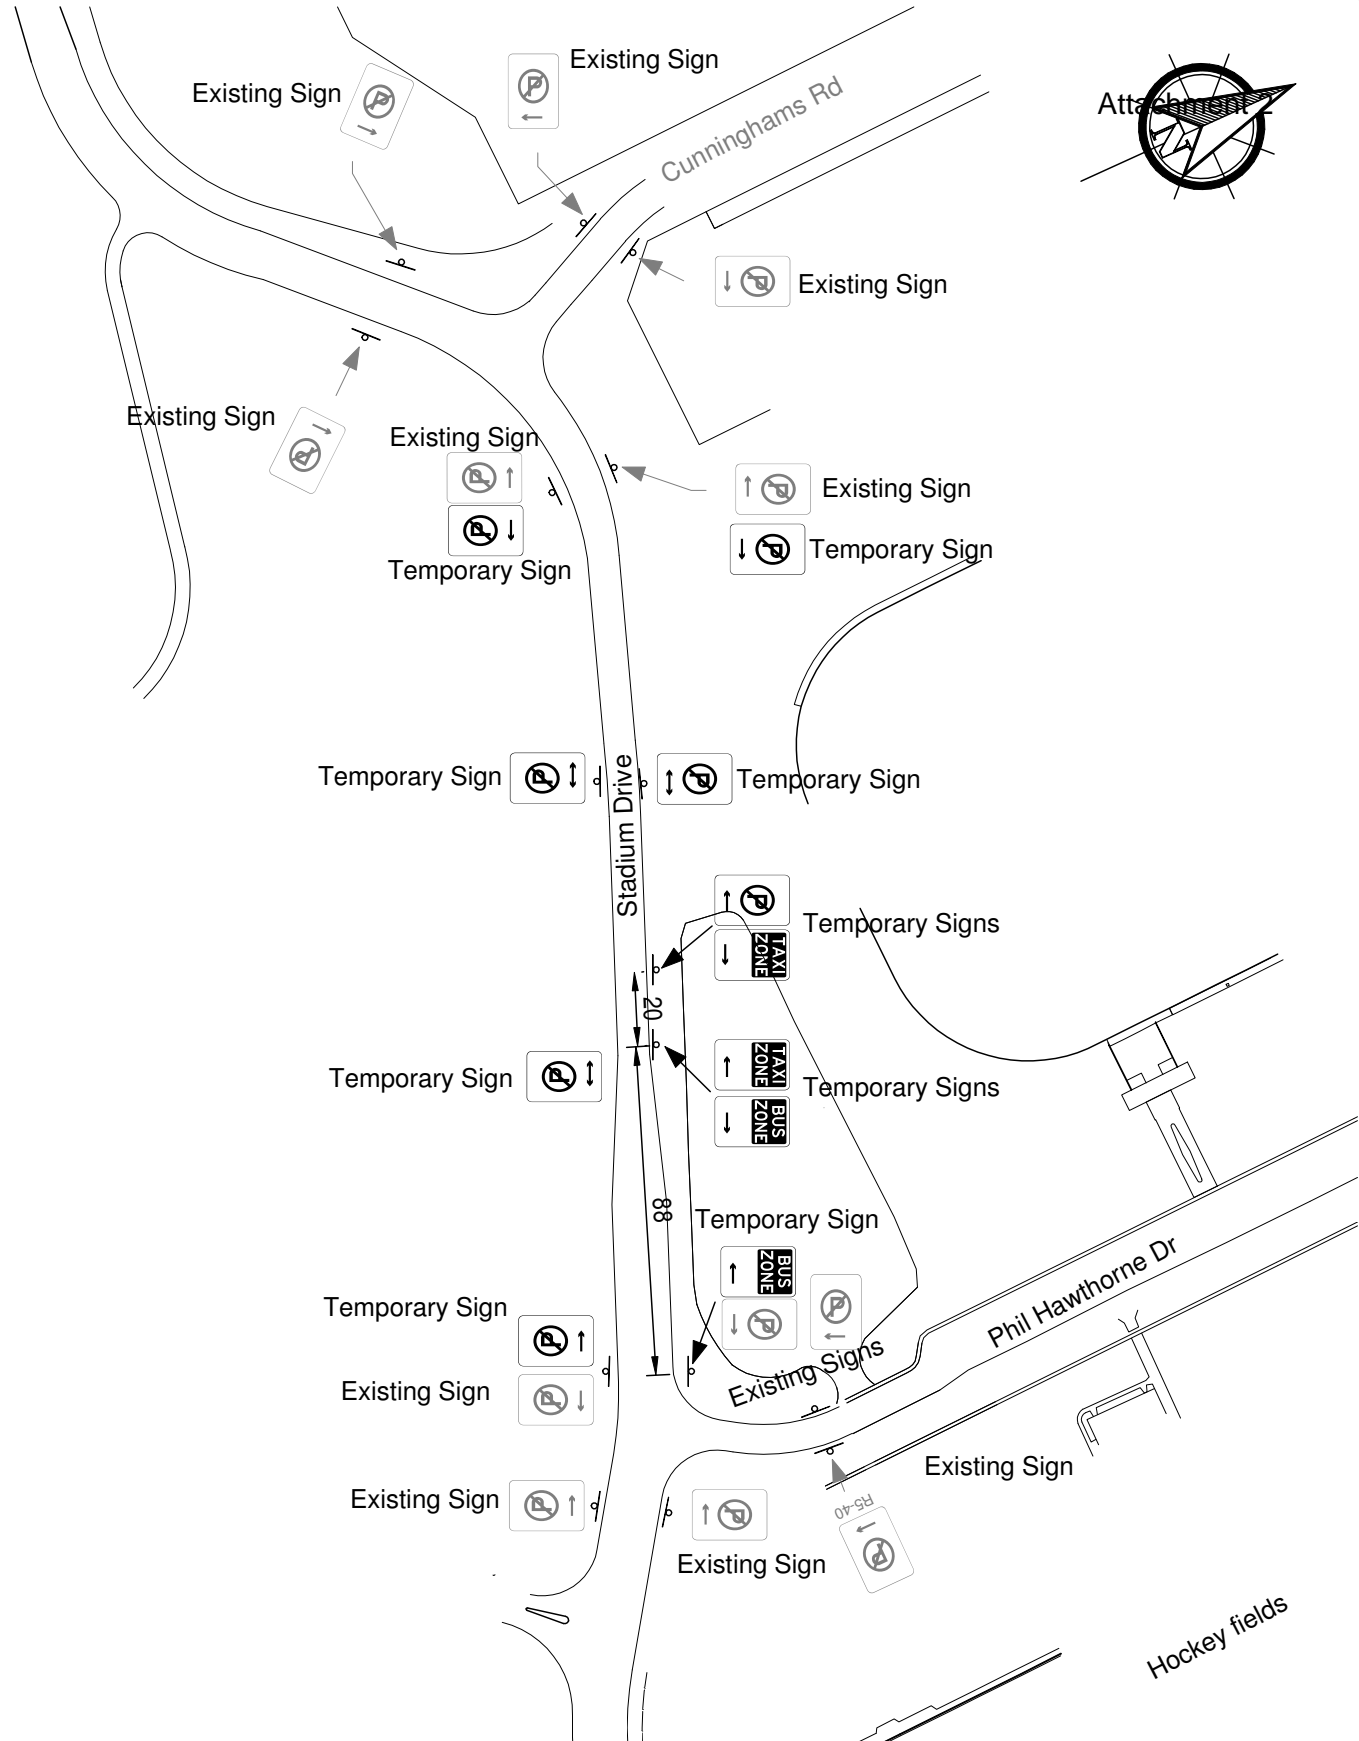 Existing Sign
Existing Sign
P
P
Cunninghams Rd
Attachment 2
N
P
Existing Sign
Existing Sign
P
Existing Sign
P
P
Existing Sign
P
Temporary Sign
P
Temporary Sign
Temporary Sign
P
Stadium Drive
P
Temporary Sign
P
Temporary Signs
TAXI
ZONE
20
Temporary Sign
P
TAXI
ZONE
Temporary Signs
BUS
ZONE
88
Temporary Sign
BUS
ZONE
P
P
Phil Hawthorne Dr
Temporary Sign
P
Existing Signs
Existing Sign
P
Existing Sign
Existing Sign
P
P
Existing Sign
R5-40
P
Hockey fields